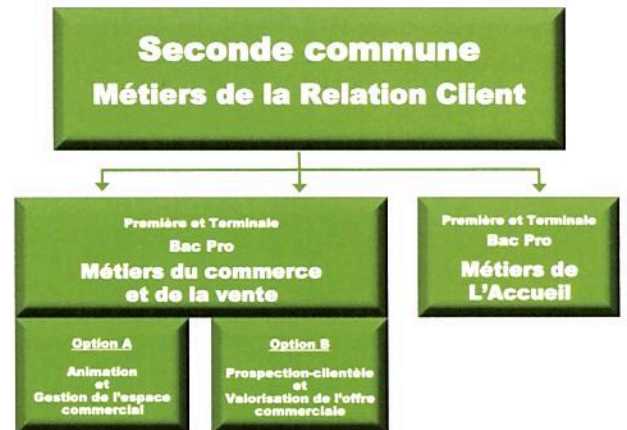 Seconde commune
Métiers de la Relation Client
Première et Terminale
Bac Pro
Métiers du commerce
et de la vente
Première et Terminale
Bac Pro
Métiers de
L'Accueil
Option A
Animation
et
Gestion de l'espace
commercial
Option B
Prospection-clientèle
et
Valorisation de l'offre
commerciale